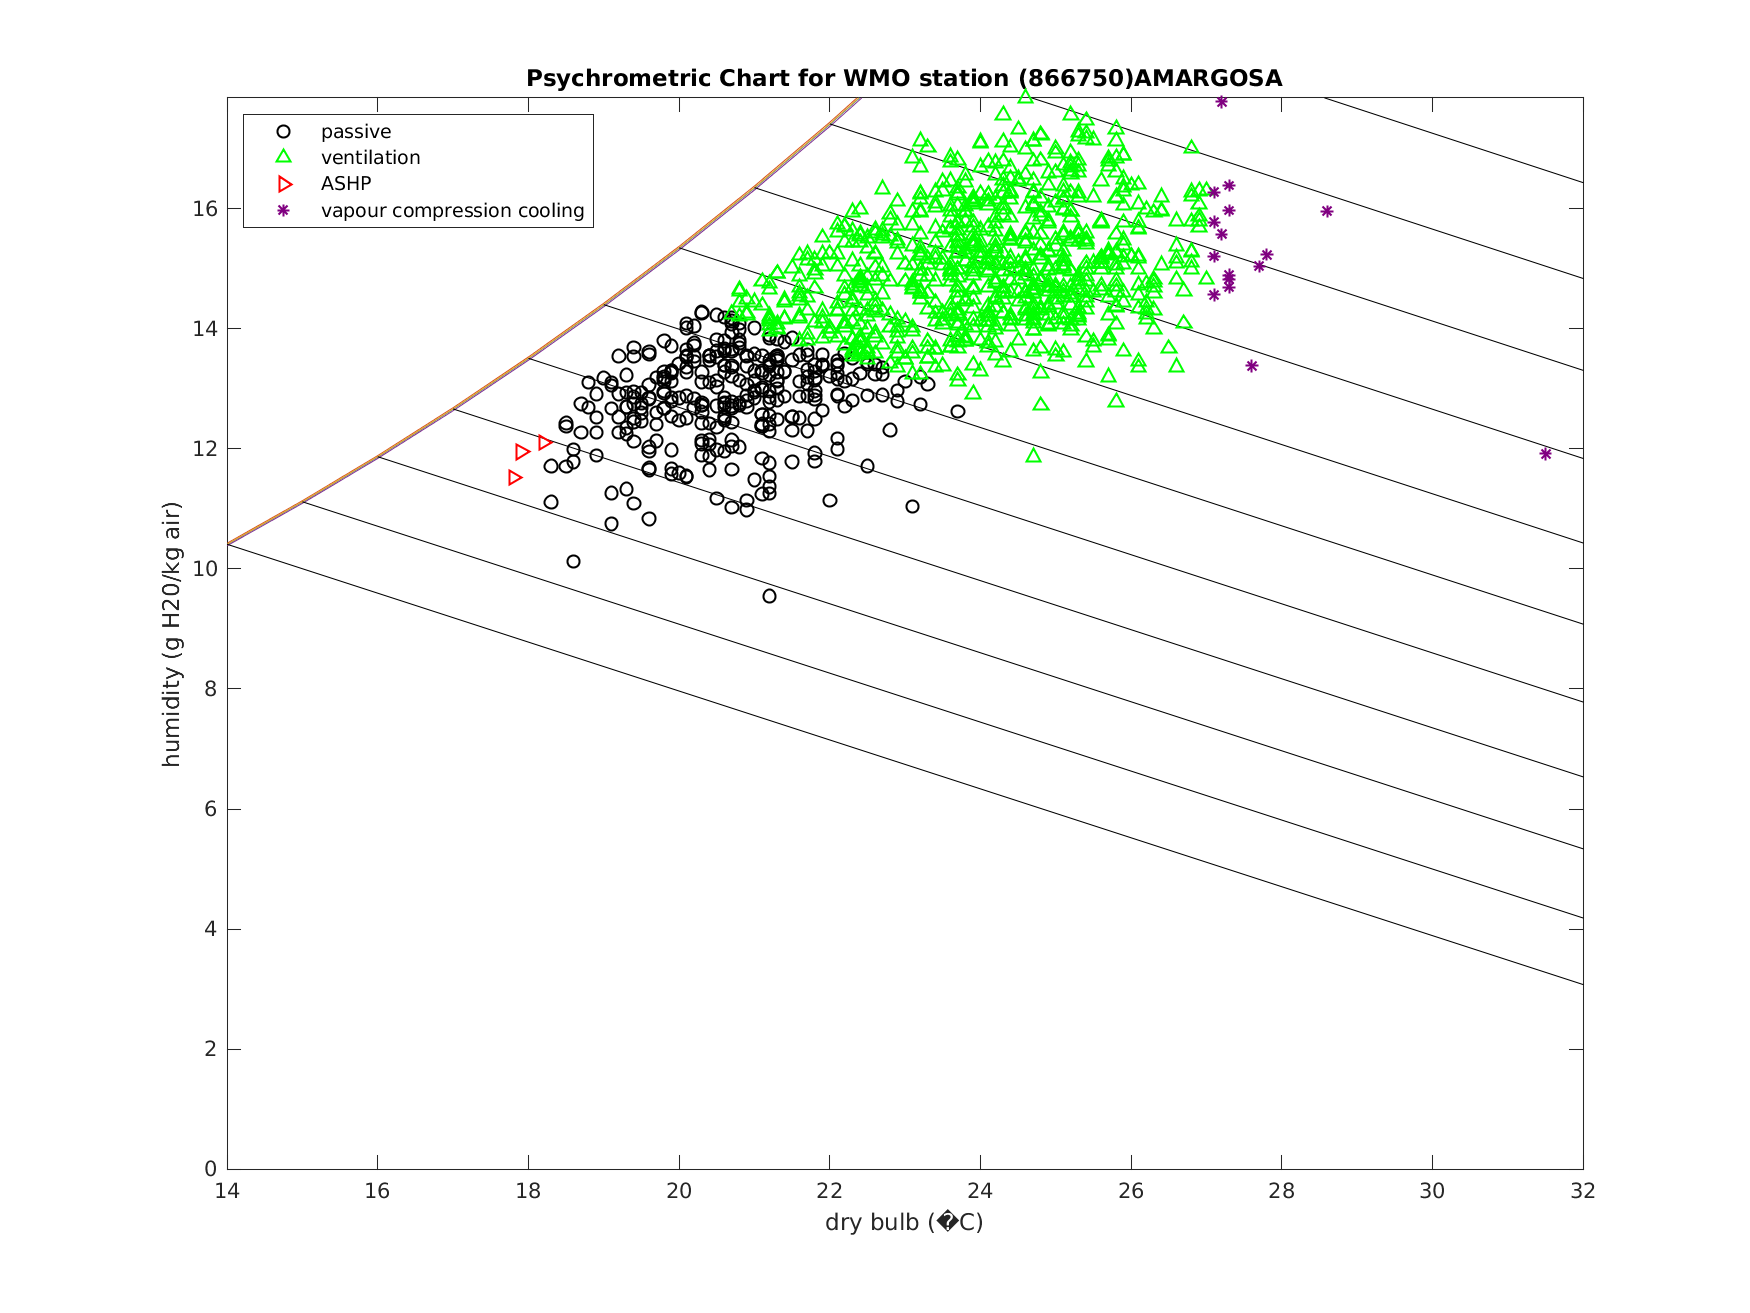 Psychrometric Chart for WMO station (866750)AMARGOSA
passive
ventilation
ASHP
vapour compression cooling
humidity (g H20/kg air)
16
14
12
10
8
6
4
2
0
14 16 18 20 22 24 26 28 30 32
dry bulb (�C)